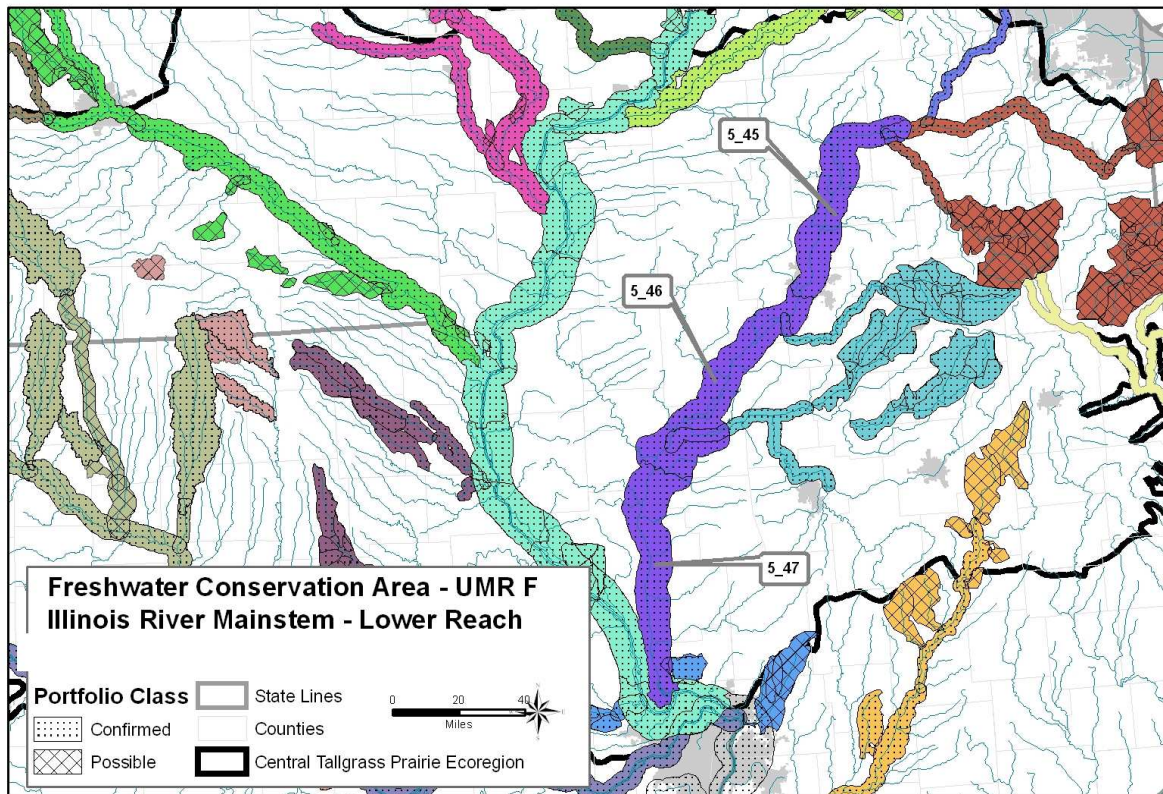 5_45
5_46
5_47
Freshwater Conservation Area - UMR F
Illinois River Mainstem - Lower Reach
Portfolio Class
Confirmed
Possible
State Lines
Counties
Central Tallgrass Prairie Ecoregion
0 20 40
Miles